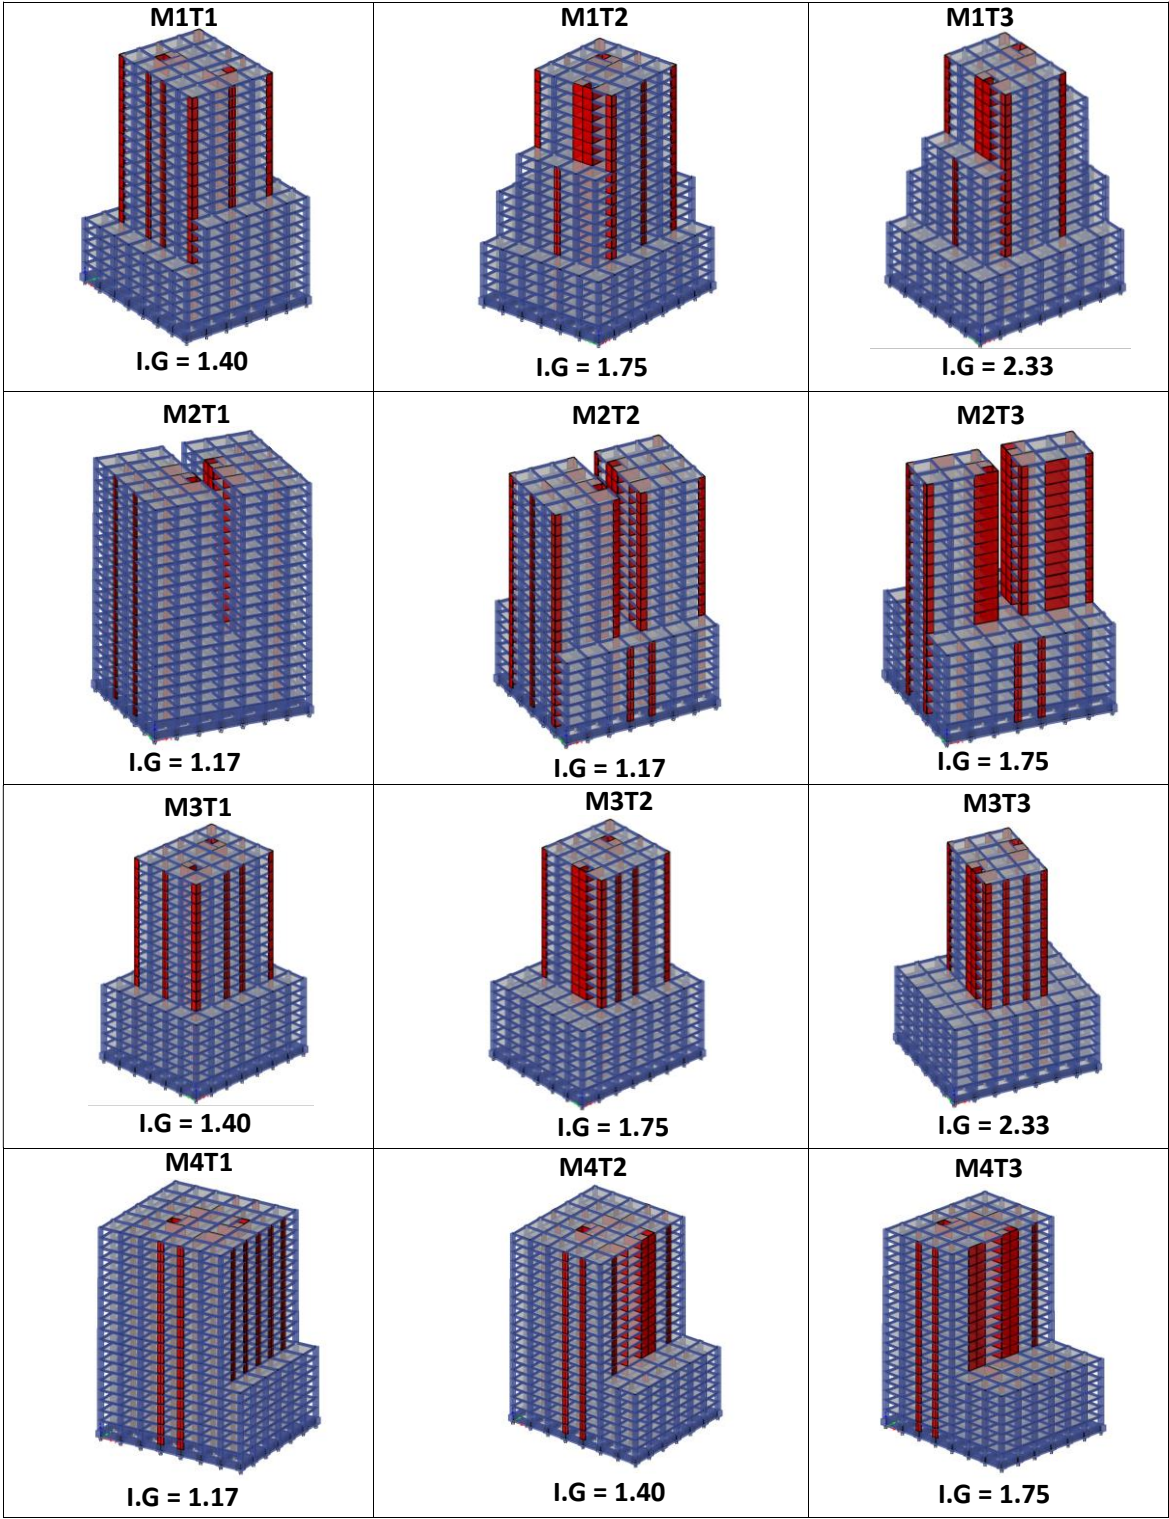 M1T1
M1T2
M1T3
I.G = 1.40
I.G = 1.75
I.G = 2.33
M2T1
M2T2
M2T3
I.G = 1.17
I.G = 1.17
I.G = 1.75
M3T1
M3T2
M3T3
I.G = 1.40
I.G = 1.75
I.G = 2.33
M4T1
M4T2
M4T3
I.G = 1.17
I.G = 1.40
I.G = 1.75